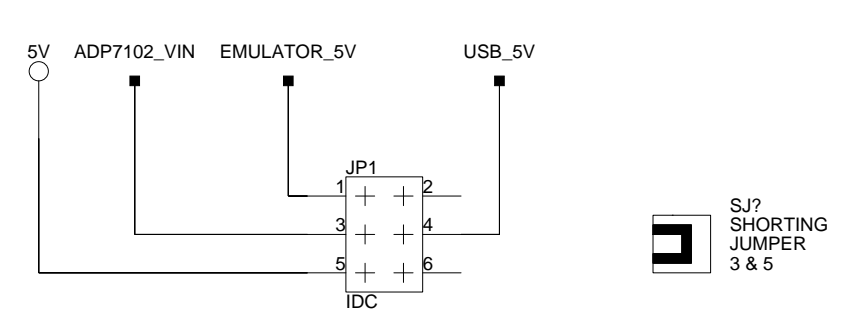 5V
ADP7102_VIN
EMULATOR_5V
USB_5V
JP1
1
2
3
4
5
6
IDC
SJ?
SHORTING
JUMPER
3 & 5